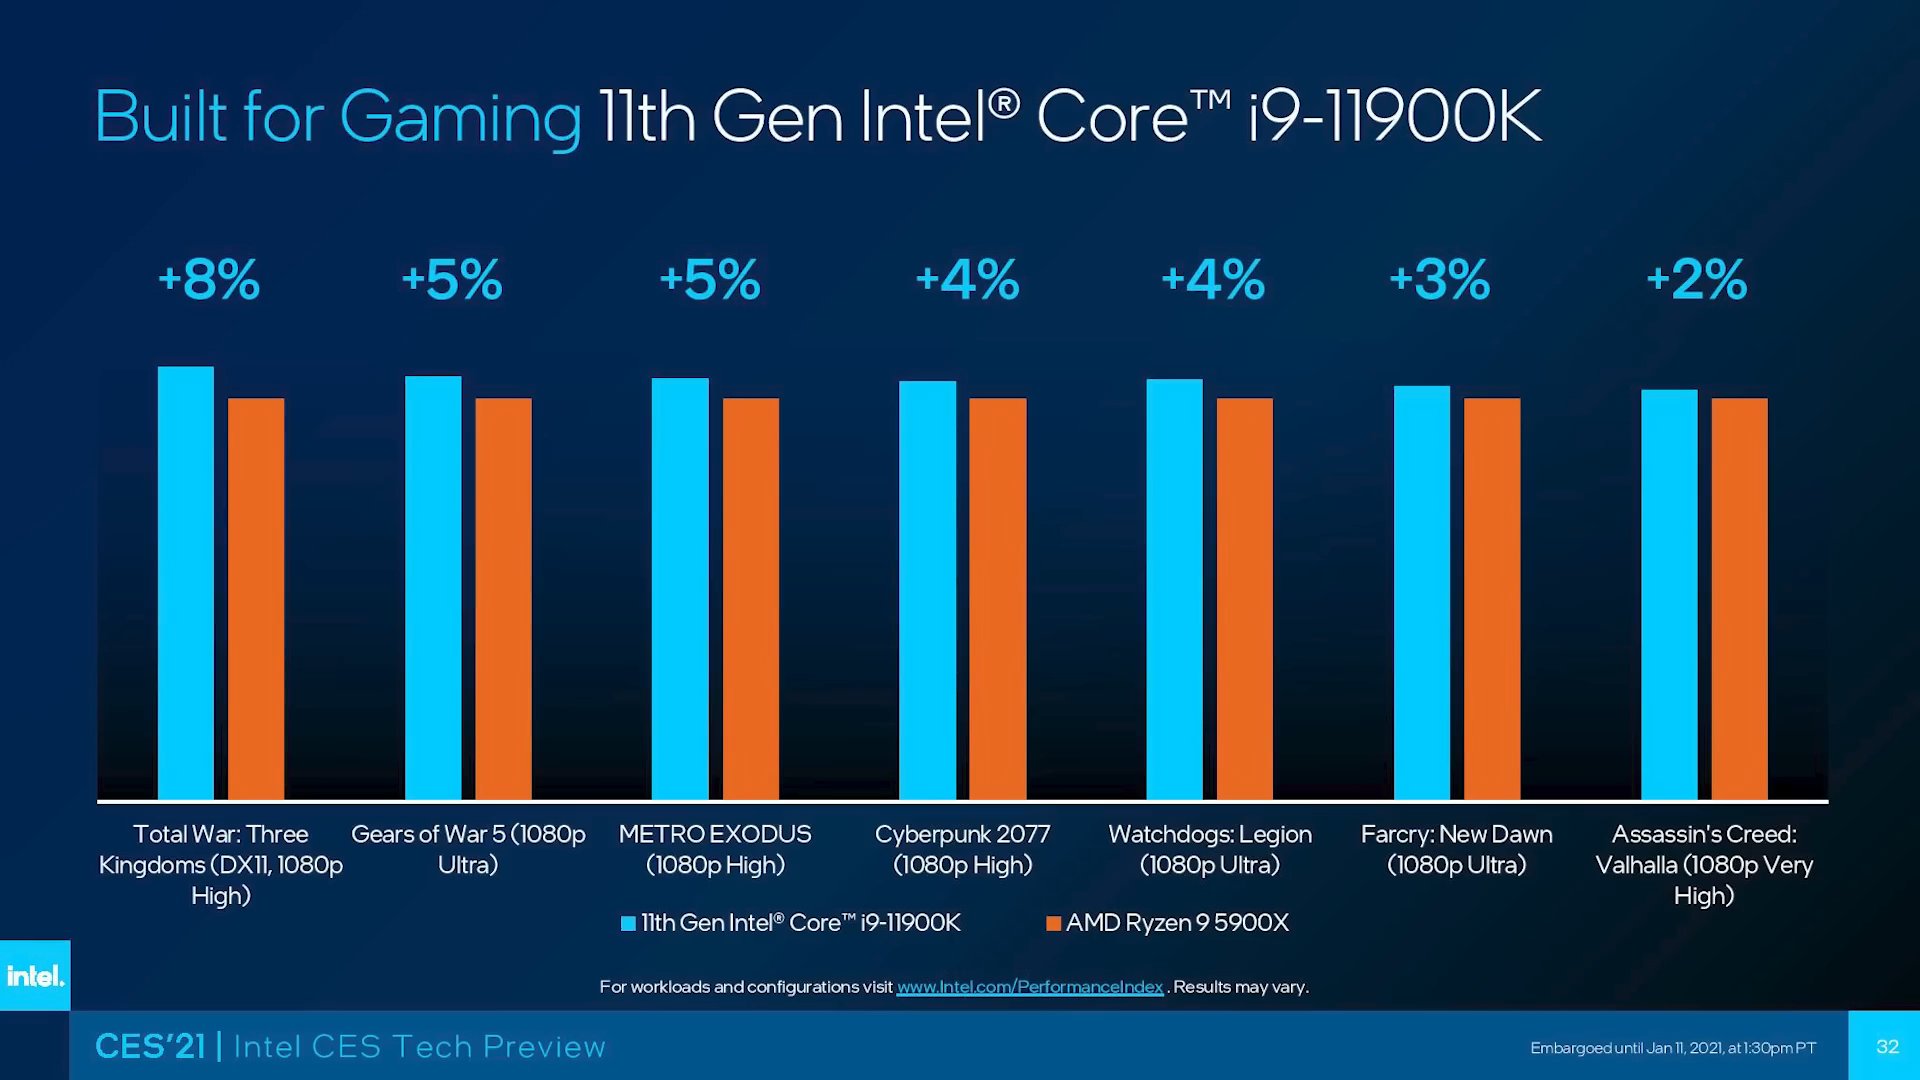 Built for Gaming 11th Gen Intel® Core™ i9-11900K
+8% +5% +5% +4% +4% +3% +2%
Total War: Three
Kingdoms (DX11, 1080p
High)
Gears of War 5 (1080p
Ultra)
METRO EXODUS
(1080p High)
Cyberpunk 2077
(1080p High)
Watchdogs: Legion
(1080p Ultra)
Farcry: New Dawn
(1080p Ultra)
Assassin's Creed:
Valhalla (1080p Very
High)
11th Gen Intel® Core™ i9-11900K
AMD Ryzen 9 5900X
intel.
For workloads and configurations visit www.Intel.com/PerformanceIndex . Results may vary.
CES'21 | Intel CES Tech Preview
Embargoed until Jan 11, 2021, at 1:30pm PT
32